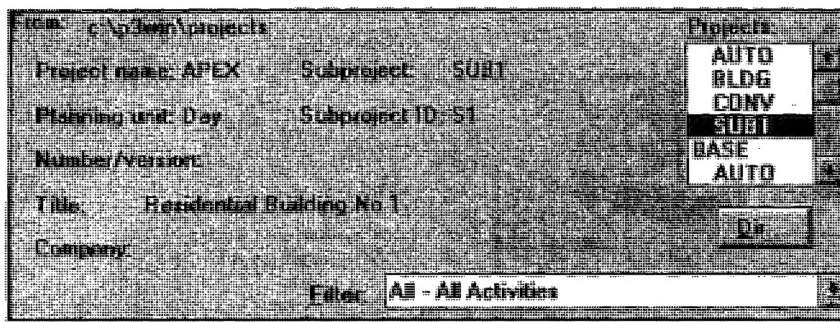 From: c:\p3win\projects
Projects:
Project name: APEX Subproject: SUB1
AUTO
BLDG
CONV
SUB1
BASE
AUTO
Planning unit: Day Subproject ID: S1
Number/version:
Title: Residential Building No 1
Company:
Dir...
Filter: All - All Activities